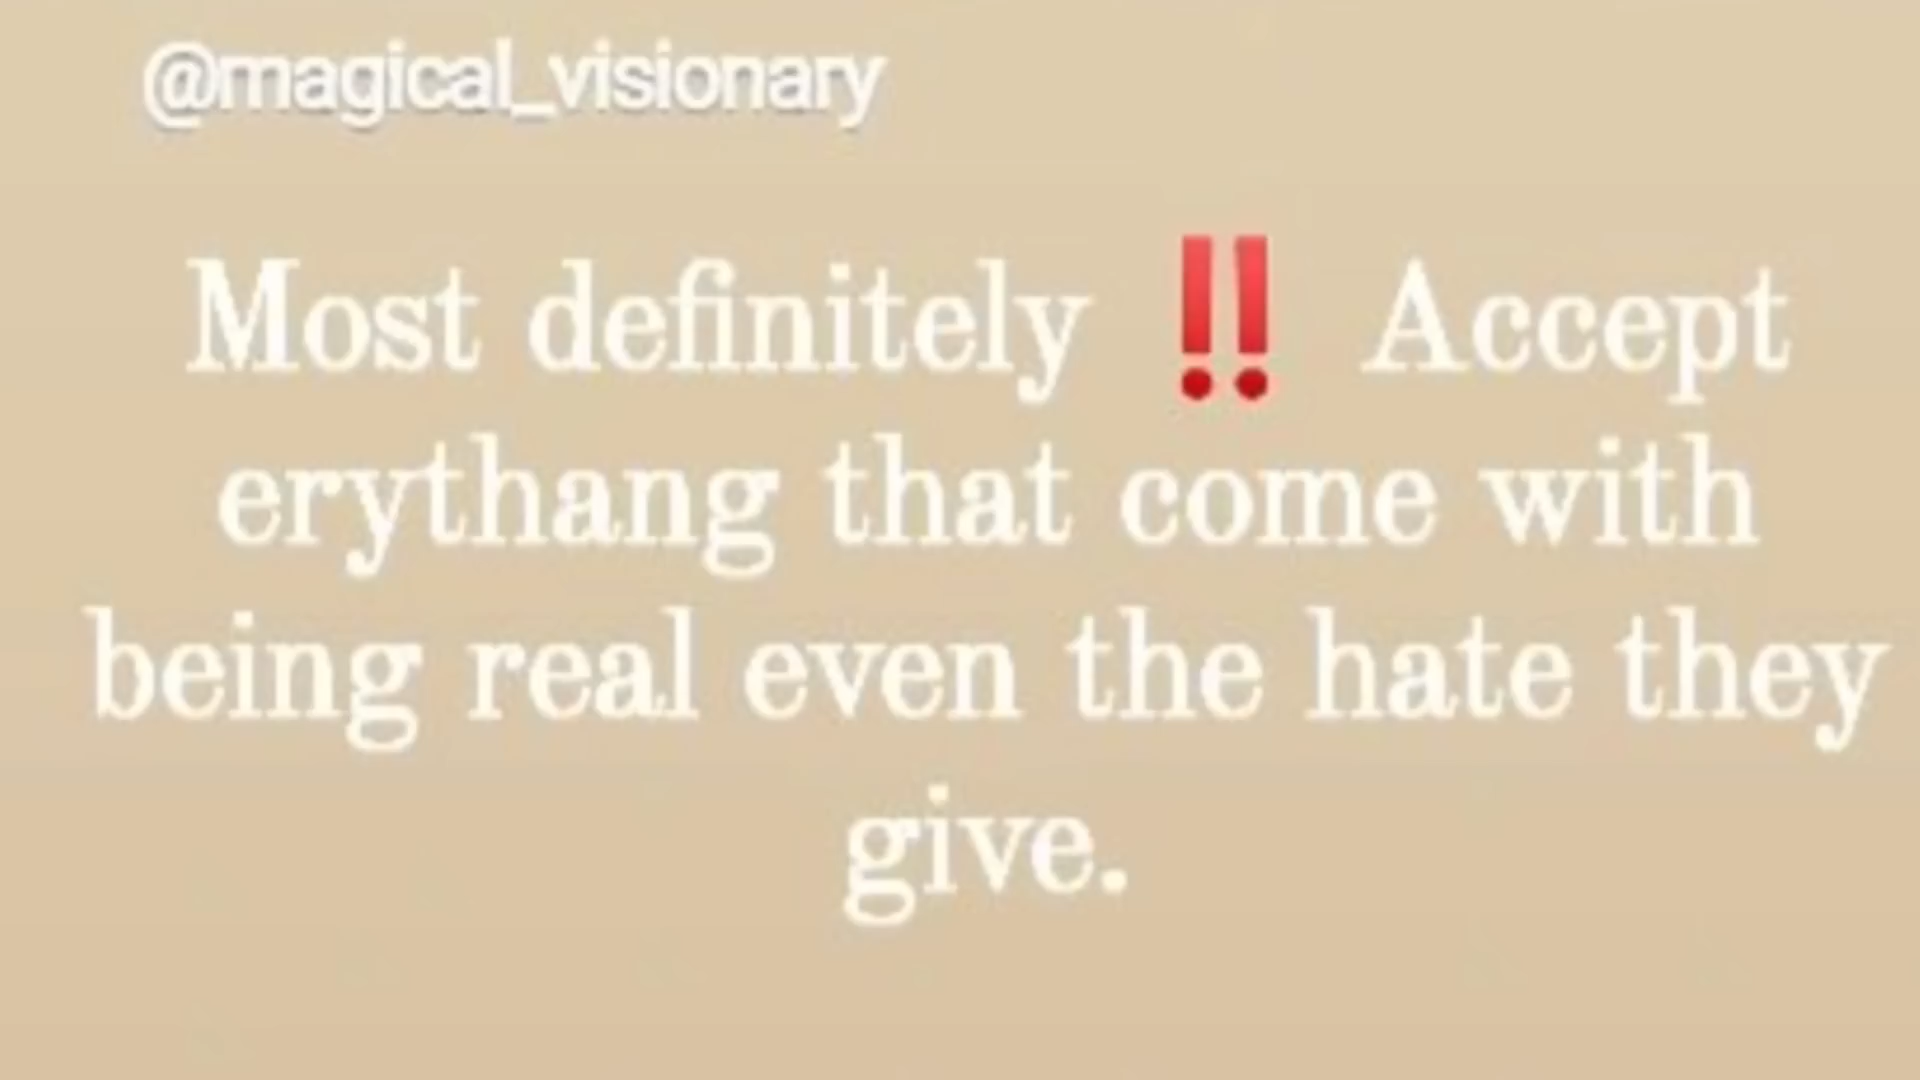 @magical_visionary
Most definitely ‼️ Accept
erythang that come with
being real even the hate they
give.